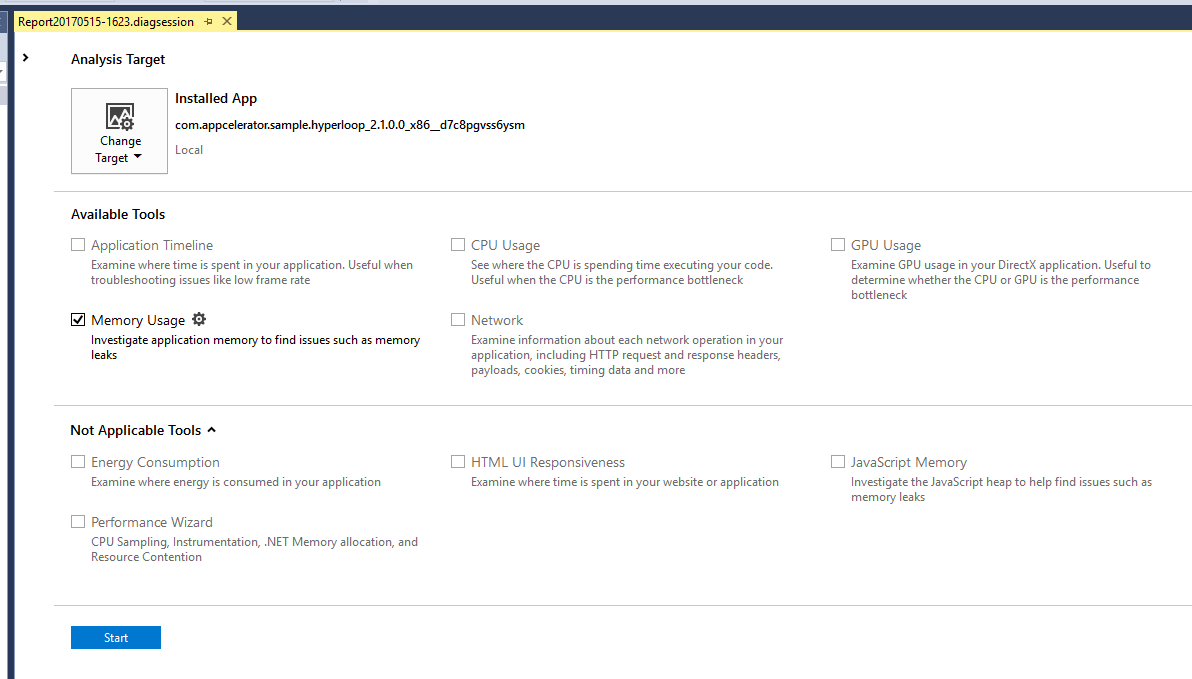 Report20170515-1623.diagsession
Analysis Target
Change
Target
Installed App
com.appcelerator.sample.hyperloop_2.1.0.0_x86__d7c8pgvss6ysm
Local
Available Tools
Application Timeline
Examine where time is spent in your application. Useful when
troubleshooting issues like low frame rate
CPU Usage
See where the CPU is spending time executing your code.
Useful when the CPU is the performance bottleneck
GPU Usage
Examine GPU usage in your DirectX application. Useful to
determine whether the CPU or GPU is the performance
bottleneck
Memory Usage
Investigate application memory to find issues such as memory
leaks
Network
Examine information about each network operation in your
application, including HTTP request and response headers,
payloads, cookies, timing data and more
Not Applicable Tools
Energy Consumption
Examine where energy is consumed in your application
HTML UI Responsiveness
Examine where time is spent in your website or application
JavaScript Memory
Investigate the JavaScript heap to help find issues such as
memory leaks
Performance Wizard
CPU Sampling, Instrumentation, .NET Memory allocation, and
Resource Contention
Start